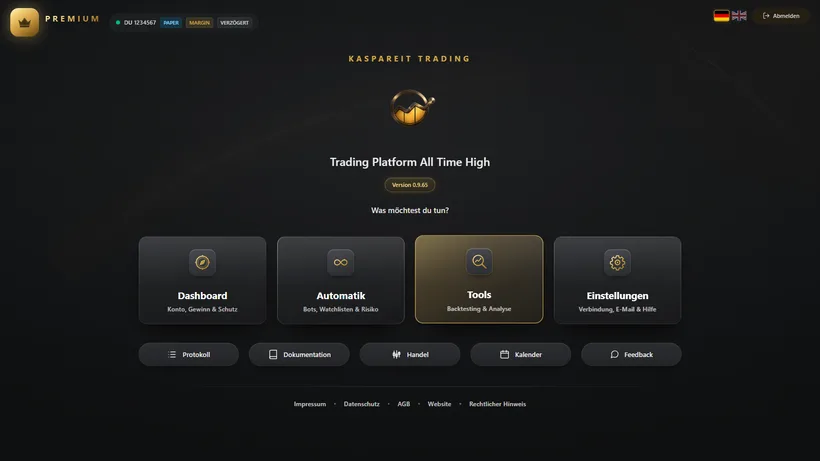 PREMIUM
DU 1234567 PAPER MARGIN VERZÖGERT
Abmelden
KASPAREIT TRADING
Trading Platform All Time High
Version 0.9.65
Was möchtest du tun?
Dashboard
Konto, Gewinn & Schutz
Automatik
Bots, Watchlisten & Risiko
Tools
Backtesting & Analyse
Einstellungen
Verbindung, E-Mail & Hilfe
Protokoll
Dokumentation
Handel
Kalender
Feedback
Impressum • Datenschutz • AGB • Website • Rechtlicher Hinweis